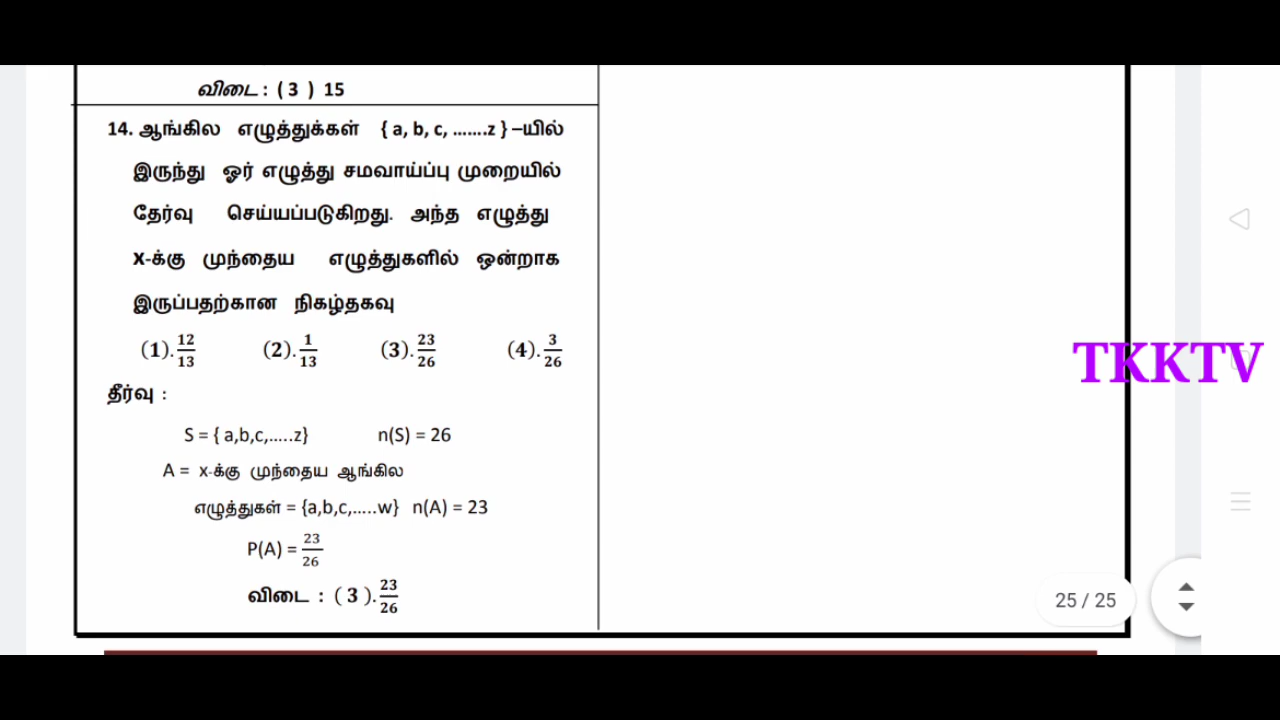 விடை : ( 3 ) 15
14. ஆங்கில எழுத்துக்கள் { a, b, c, …….z } –யில்
இருந்து ஓர் எழுத்து சமவாய்ப்பு முறையில்
தேர்வு செய்யப்படுகிறது. அந்த எழுத்து
x-க்கு முந்தைய எழுத்துகளில் ஒன்றாக
இருப்பதற்கான நிகழ்தகவு
(1). 12/13 (2). 1/13 (3). 23/26 (4). 3/26
தீர்வு :
S = { a,b,c,…..z} n(S) = 26
A = x-க்கு முந்தைய ஆங்கில
எழுத்துகள் = {a,b,c,…..w} n(A) = 23
P(A) = 23/26
விடை : ( 3 ). 23/26
TKKTV
25 / 25